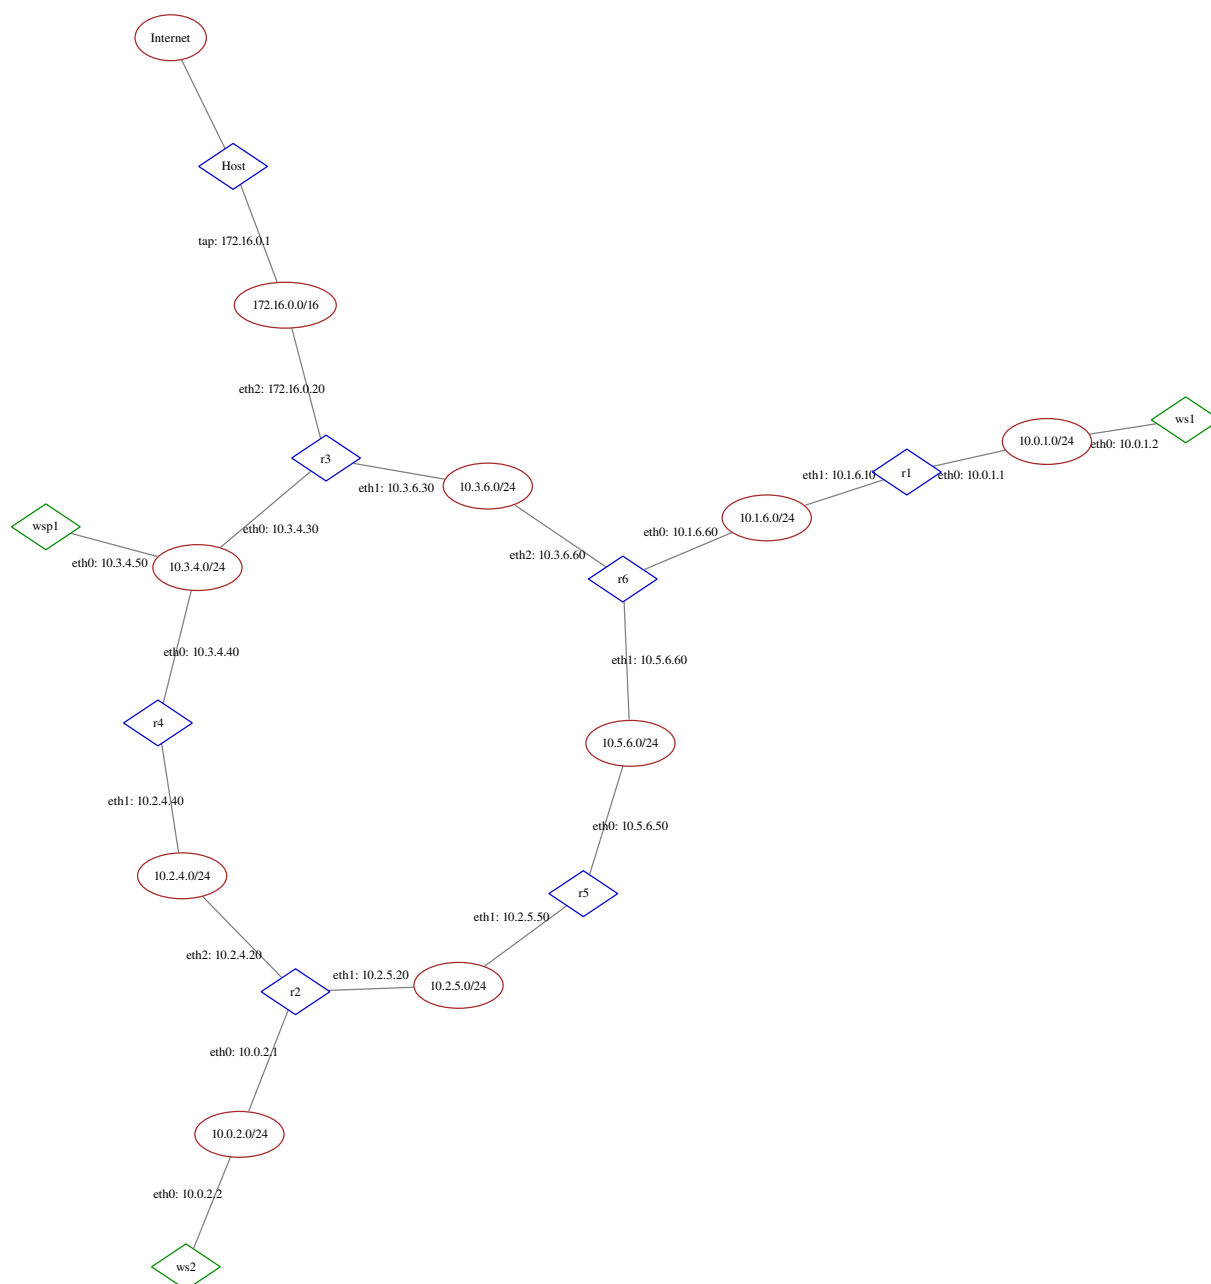 Internet
Host
tap: 172.16.0.1
172.16.0.0/16
eth2: 172.16.0.20
r3
eth1: 10.3.6.30
10.3.6.0/24
eth0: 10.3.4.30
wsp1
eth0: 10.3.4.50
10.3.4.0/24
eth2: 10.3.6.60
r6
eth0: 10.1.6.60
10.1.6.0/24
eth1: 10.1.6.10
r1
eth0: 10.0.1.1
10.0.1.0/24
eth0: 10.0.1.2
ws1
eth0: 10.3.4.40
eth1: 10.5.6.60
r4
10.5.6.0/24
eth1: 10.2.4.40
eth0: 10.5.6.50
10.2.4.0/24
r5
eth1: 10.2.5.50
eth2: 10.2.4.20
eth1: 10.2.5.20
10.2.5.0/24
r2
eth0: 10.0.2.1
10.0.2.0/24
eth0: 10.0.2.2
ws2